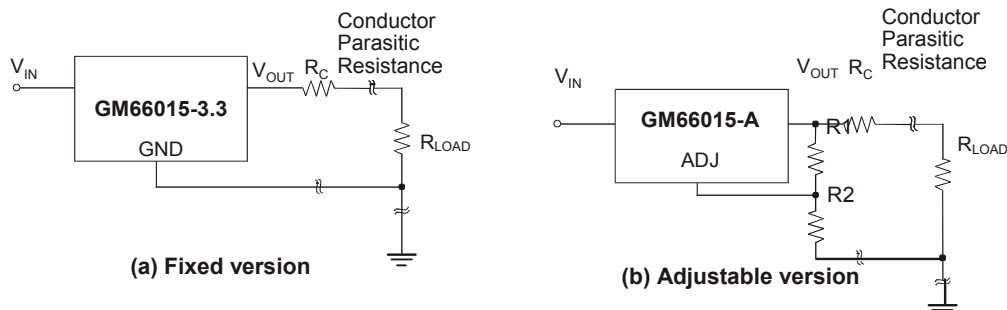 Conductor
Parasitic
Resistance
V_IN
V_OUT R_C
GM66015-3.3
GND
R_LOAD
(a) Fixed version
Conductor
Parasitic
Resistance
V_OUT R_C
V_IN
GM66015-A
R1
ADJ
R_LOAD
R2
(b) Adjustable version